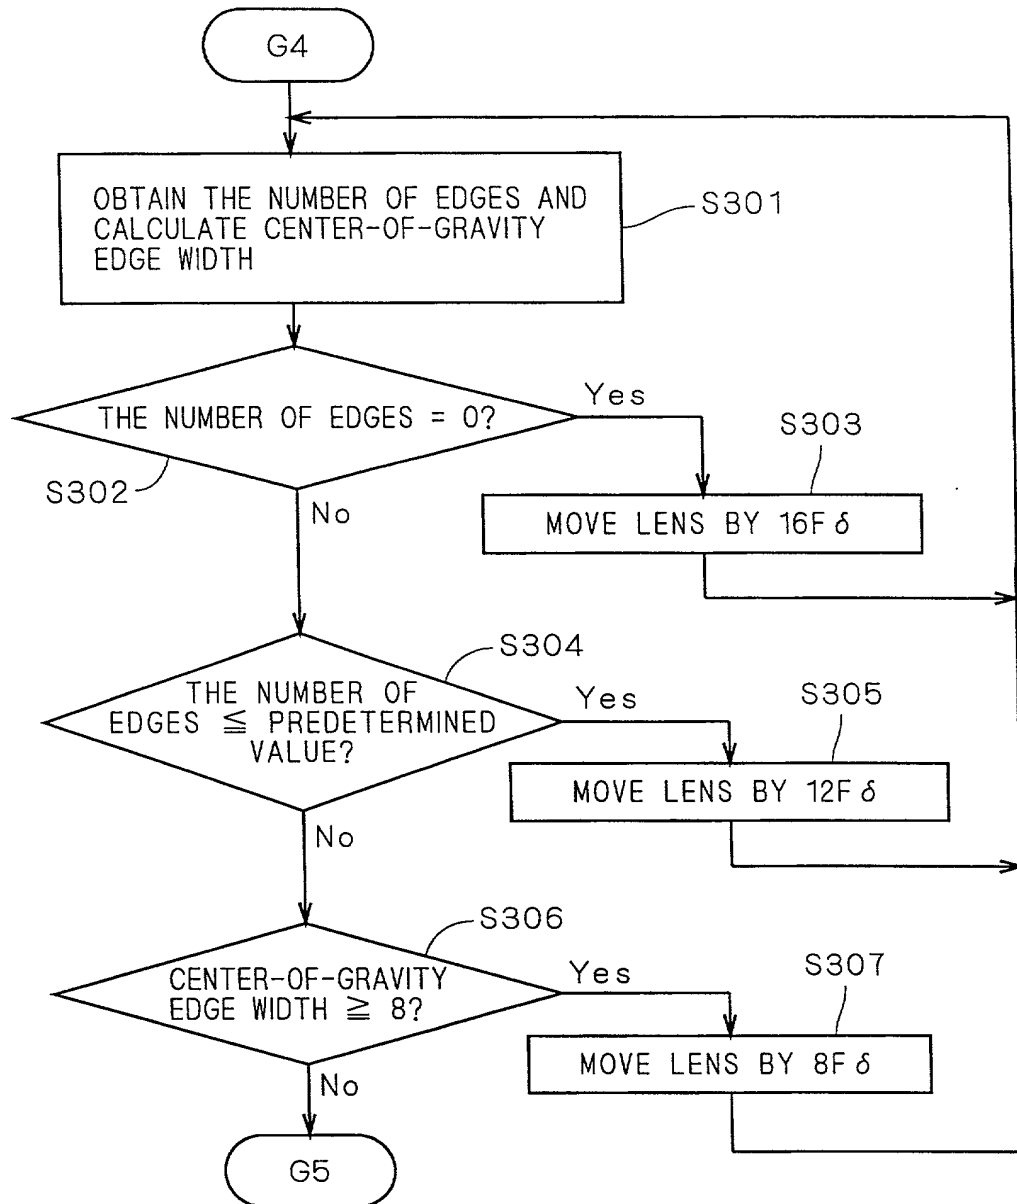 G4
OBTAIN THE NUMBER OF EDGES AND
CALCULATE CENTER-OF-GRAVITY
EDGE WIDTH
S301
THE NUMBER OF EDGES = 0?
Yes
S302
No
S303
MOVE LENS BY 16F δ
S304
THE NUMBER OF
EDGES ≦ PREDETERMINED
VALUE?
Yes
No
S305
MOVE LENS BY 12F δ
S306
CENTER-OF-GRAVITY
EDGE WIDTH ≧ 8?
Yes
No
S307
MOVE LENS BY 8F δ
G5